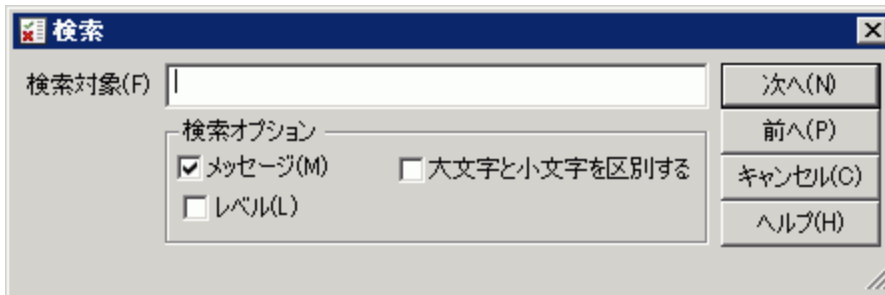 検索
検索対象(F)
次へ(N)
検索オプション
前へ(P)
メッセージ(M) 大文字と小文字を区別する
キャンセル(C)
レベル(L)
ヘルプ(H)